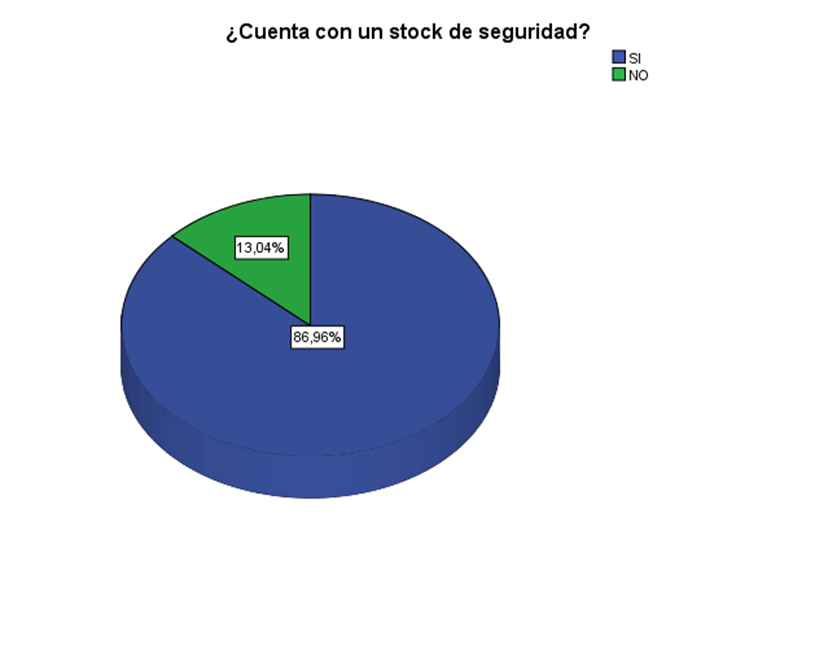 ¿Cuenta con un stock de seguridad?
SI
NO
13,04%
86,96%